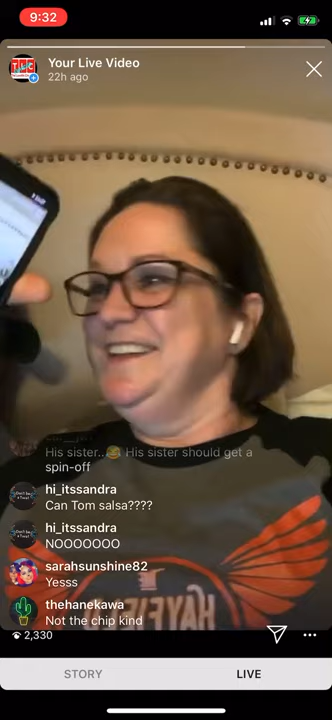 9:32
Your Live Video
22h ago
His sister..😂 His sister should get a
spin-off
hi_itssandra
Can Tom salsa????
hi_itssandra
NOOOOOOO
sarahsunshine82
Yesss
thehanekawa
Not the chip kind
HAYFIELD
2,330
STORY
LIVE